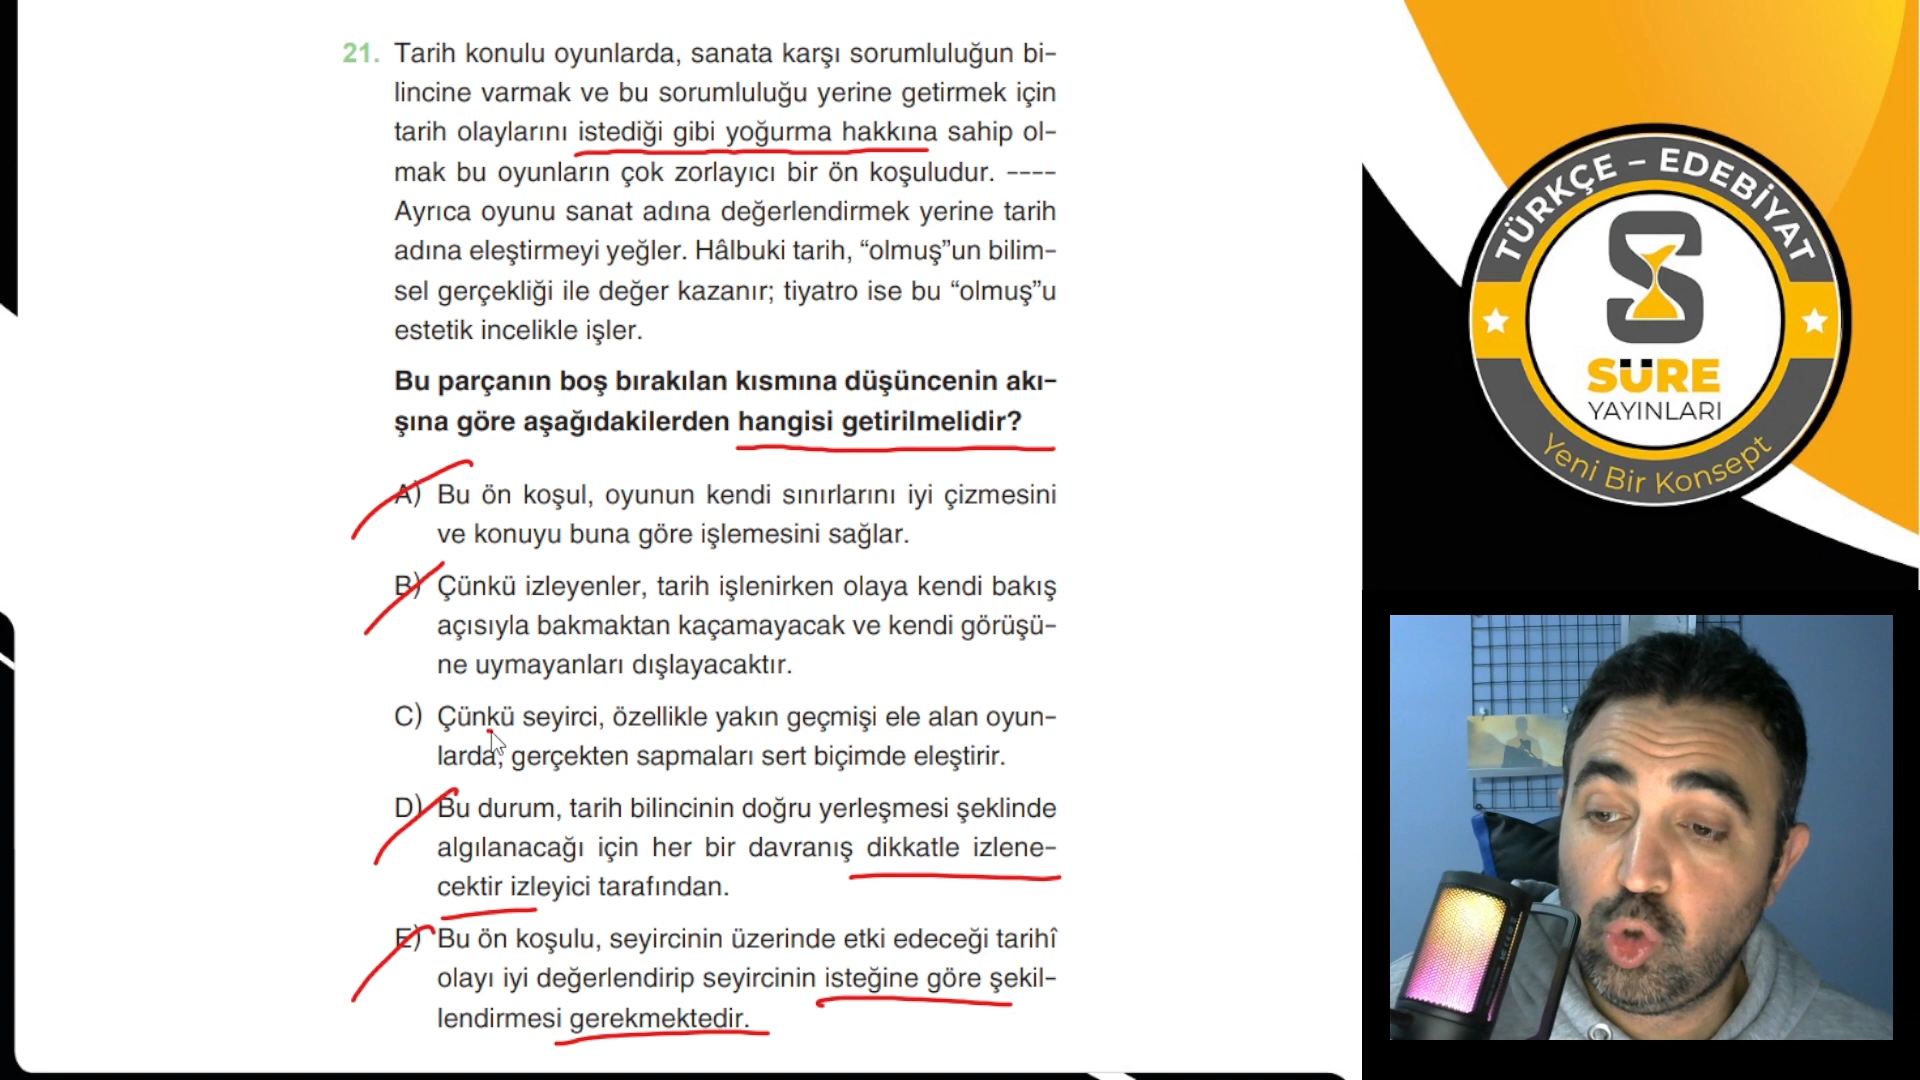 21. Tarih konulu oyunlarda, sanata karşı sorumluluğun bi-
lincine varmak ve bu sorumluluğu yerine getirmek için
tarih olaylarını istediği gibi yoğurma hakkına sahip ol-
mak bu oyunların çok zorlayıcı bir ön koşuludur. ----
Ayrıca oyunu sanat adına değerlendirmek yerine tarih
adına eleştirmeyi yeğler. Hâlbuki tarih, “olmuş”un bilim-
sel gerçekliği ile değer kazanır; tiyatro ise bu “olmuş”u
estetik incelikle işler.
Bu parçanın boş bırakılan kısmına düşüncenin akı-
şına göre aşağıdakilerden hangisi getirilmelidir?
A) Bu ön koşul, oyunun kendi sınırlarını iyi çizmesini
ve konuyu buna göre işlemesini sağlar.
B) Çünkü izleyenler, tarih işlenirken olaya kendi bakış
açısıyla bakmaktan kaçamayacak ve kendi görüşü-
ne uymayanları dışlayacaktır.
C) Çünkü seyirci, özellikle yakın geçmişi ele alan oyun-
larda, gerçekten sapmaları sert biçimde eleştirir.
D) Bu durum, tarih bilincinin doğru yerleşmesi şeklinde
algılanacağı için her bir davranış dikkatle izlene-
cektir izleyici tarafından.
E) Bu ön koşulu, seyircinin üzerinde etki edeceği tarihî
olayı iyi değerlendirip seyircinin isteğine göre şekil-
lendirmesi gerekmektedir.
TÜRKÇE – EDEBİYAT
S
SÜRE
YAYINLARI
Yeni Bir Konsept